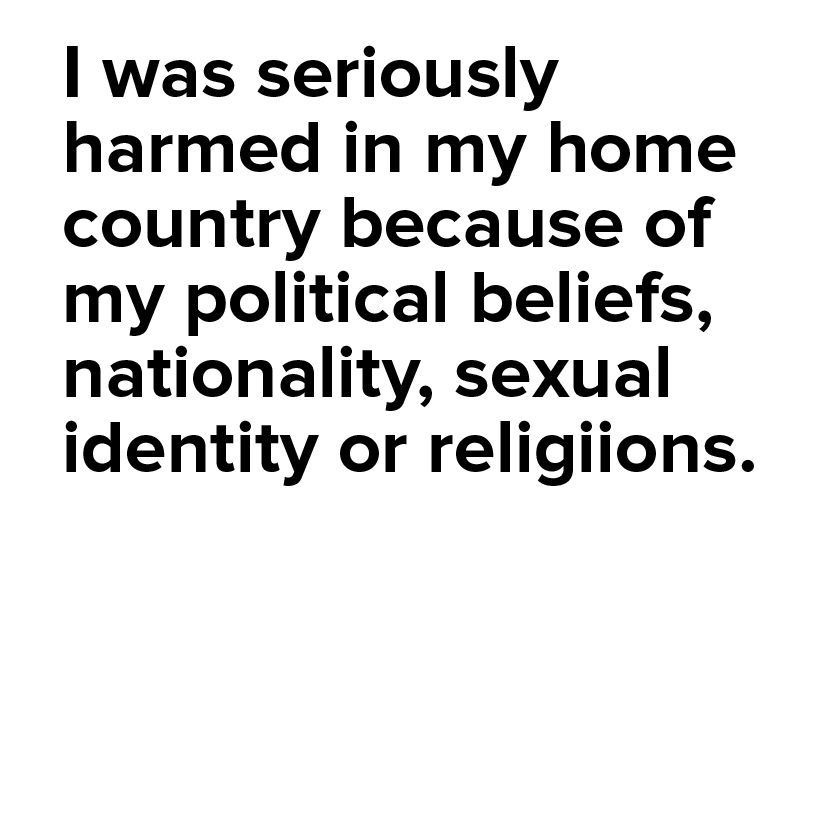 I was seriously
harmed in my home
country because of
my political beliefs,
nationality, sexual
identity or religiions.